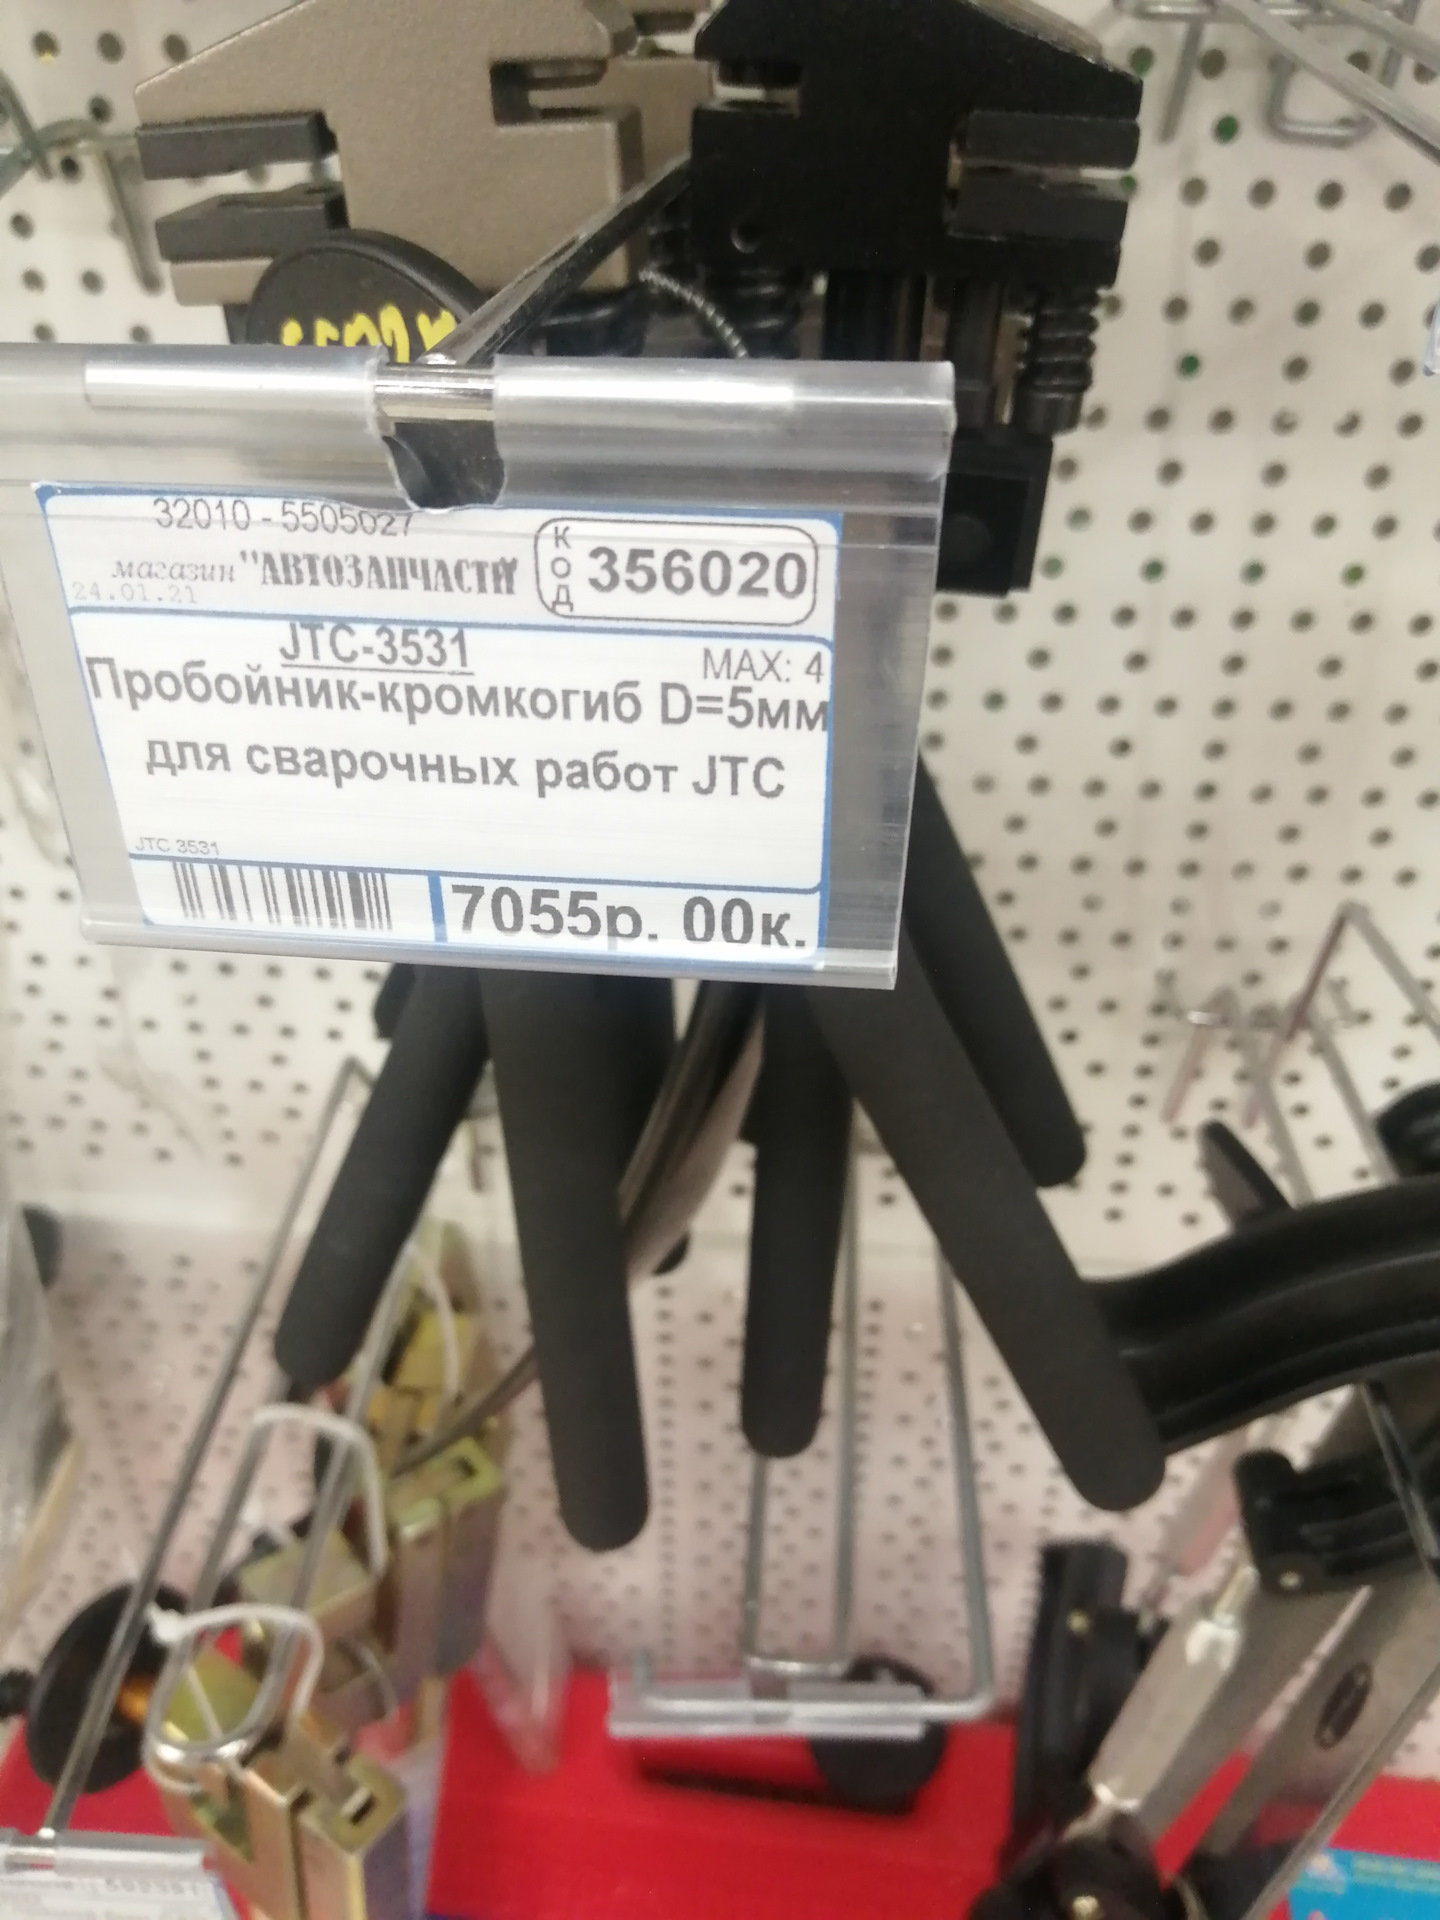 32010 - 5505027
магазин "АВТОЗАПЧАСТИ"
24.01.21
КОД 356020
JTC-3531
MAX: 4
Пробойник-кромкогиб D=5мм
для сварочных работ JTC
JTC 3531
7055р. 00к.